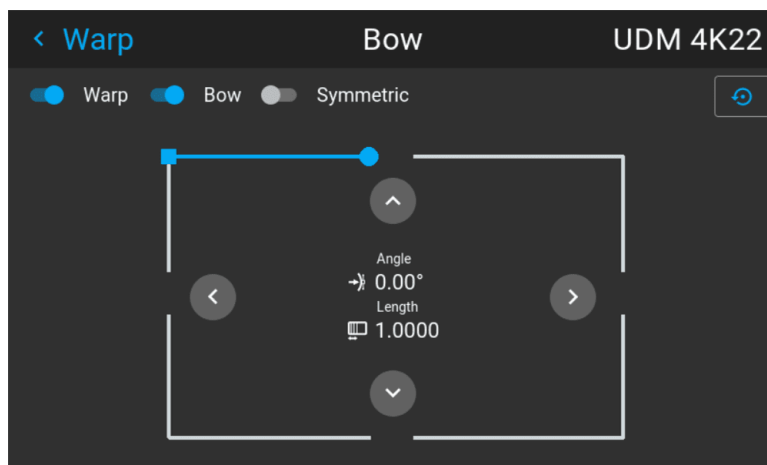 Warp Bow UDM 4K22
Warp Bow Symmetric
Angle
0.00°
Length
1.0000